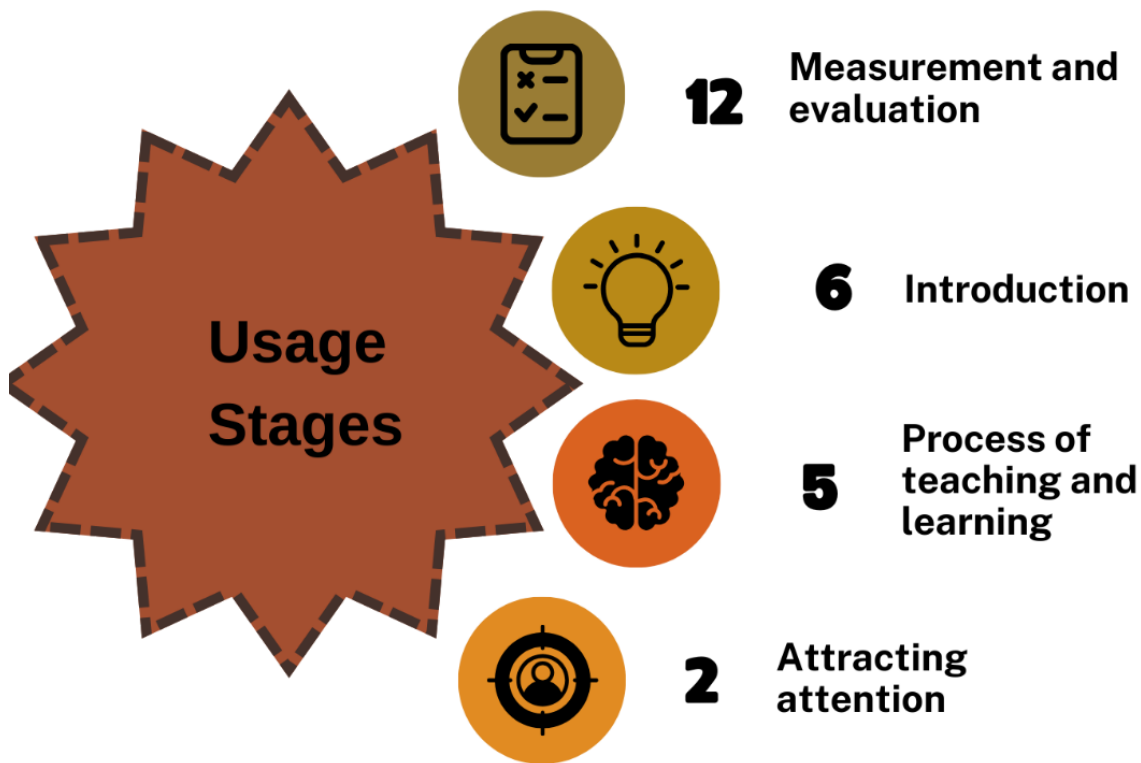 Usage
Stages
12
Measurement and
evaluation
6
Introduction
5
Process of
teaching and
learning
2
Attracting
attention